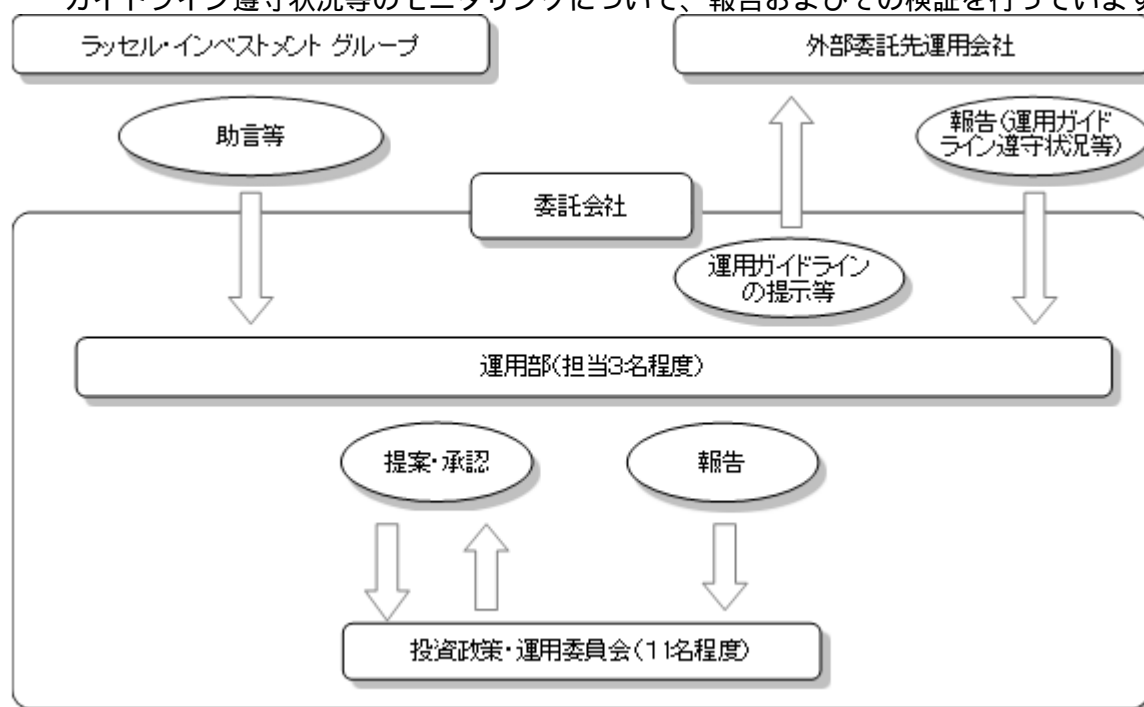 ガイドライン遵守状況等のモニタリングについて、報告およびその検証を行っています
ラッセル・インベストメント グループ
外部委託先運用会社
助言等
報告(運用ガイド
ライン遵守状況等)
委託会社
運用ガイドライン
の提示等
運用部(担当3名程度)
提案・承認
報告
投資政策・運用委員会(11名程度)